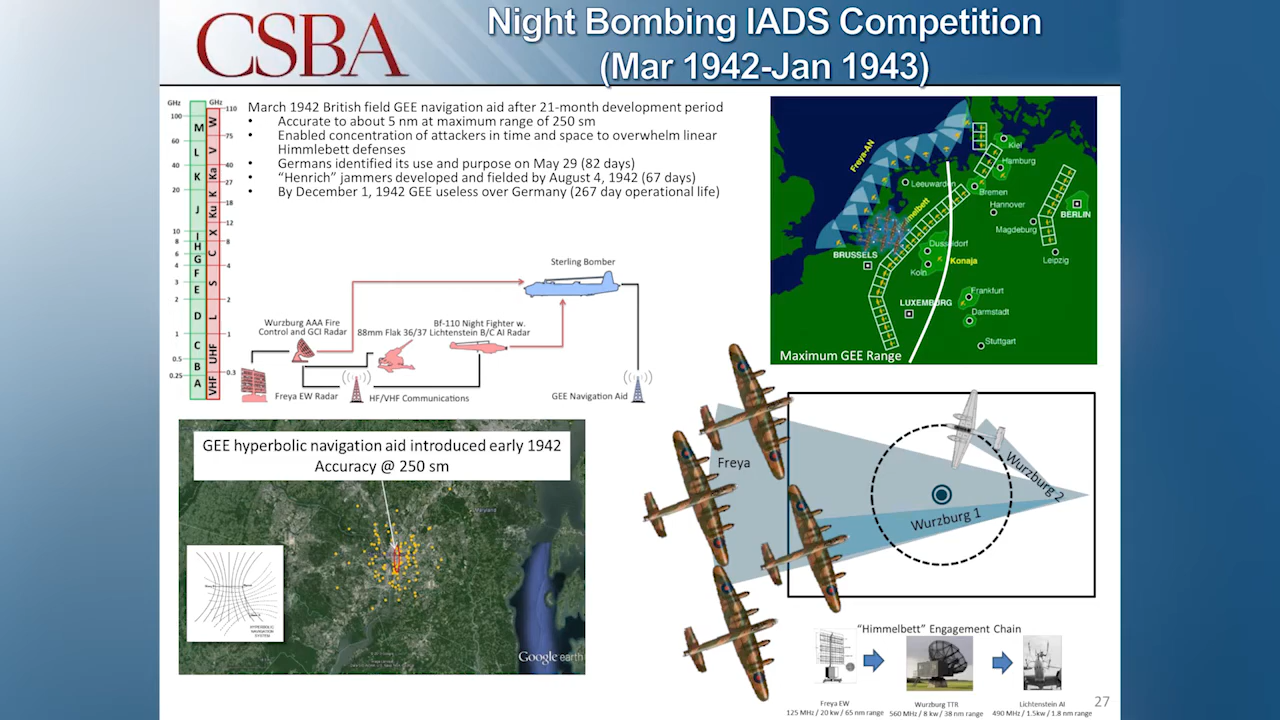 CSBA
Night Bombing IADS Competition
(Mar 1942-Jan 1943)
March 1942 British field GEE navigation aid after 21-month development period
• Accurate to about 5 nm at maximum range of 250 sm
• Enabled concentration of attackers in time and space to overwhelm linear
Himmlebett defenses
• Germans identified its use and purpose on May 29 (82 days)
• “Heinrich” jammers developed and fielded by August 4, 1942 (67 days)
• By December 1, 1942 GEE useless over Germany (267 day operational life)
GHz
100
60
40
20
10
8
6
4
3
2
1
0.5
0.25
M
L
K
J
I
H
G
F
E
D
C
B
A
GHz
110
75
40
27
18
12
8
4
2
1
0.3
W
V
Ka
K
Ku
X
C
S
L
UHF
VHF
Sterling Bomber
Wurzburg AAA Fire
Control and GCI Radar
88mm Flak 36/37
Bf-110 Night Fighter w.
Lichtenstein B/C AI Radar
Freya EW Radar
HF/VHF Communications
GEE Navigation Aid
Freya-AN
Kiel
Hamburg
Leeuwarden
Bremen
Hannover
BERLIN
Magdeburg
imelbett
BRUSSELS
Dusseldorf
Konaja
Koln
Leipzig
LUXEMBURG
Frankfurt
Darmstadt
Stuttgart
Maximum GEE Range
GEE hyperbolic navigation aid introduced early 1942
Accuracy @ 250 sm
Maryland
HYPERBOLIC
NAVIGATION
SYSTEM
Google earth
Freya
Wurzburg 2
Wurzburg 1
“Himmelbett” Engagement Chain
Freya EW
125 MHz / 20 kw / 65 nm range
Wurzburg TTR
560 MHz / 8 kw / 38 nm range
Lichtenstein AI
490 MHz / 1.5kw / 1.8 nm range
27